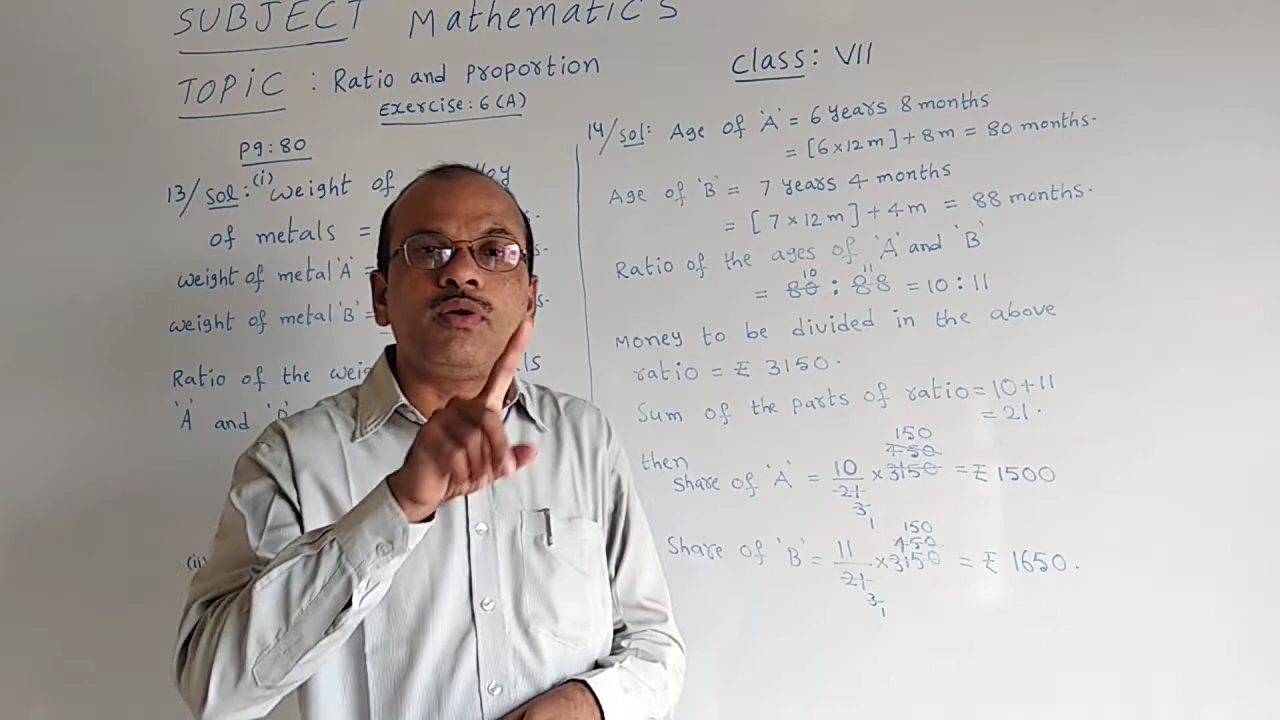 SUBJECT Mathematics
TOPIC : Ratio and proportion
Exercise: 6(A)
Class: VII
Pg: 80
13/ Sol: (i) weight of
of metals =
weight of metal 'A' =
weight of metal 'B' =
Ratio of the
'A' and
(ii)
14/ Sol: Age of 'A' = 6 years 8 months
= [6 x 12 m] + 8m = 80 months.
Age of 'B' = 7 years 4 months
= [7 x 12 m] + 4m = 88 months.
Ratio of the ages of 'A' and 'B'
10 11
= 80 : 88 = 10 : 11
Money to be divided in the above
ratio = ₹ 3150.
Sum of the parts of ratio = 10+11
= 21.
150
450
then
Share of 'A' = 10/21 x 3150 = ₹ 1500
3
1
150
450
Share of 'B' = 11/21 x 3150 = ₹ 1650.
3
1